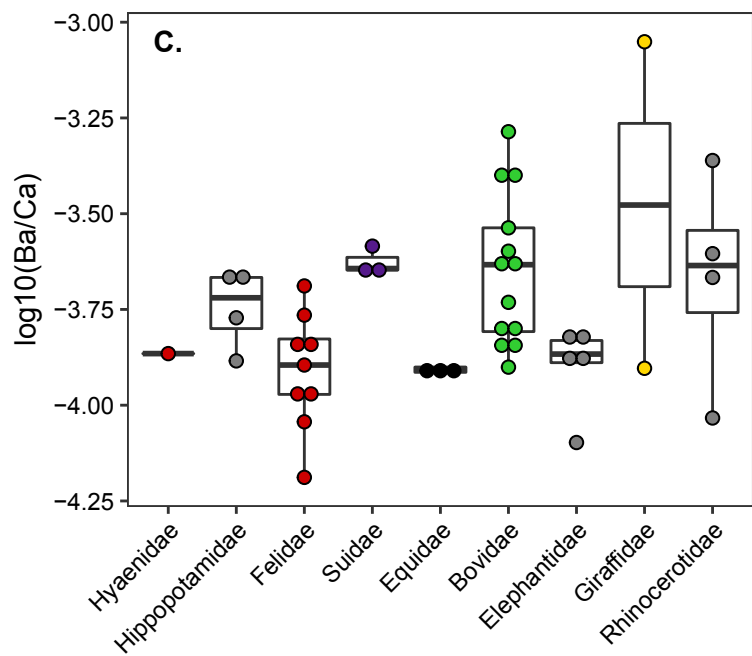 C.
log10(Ba/Ca)
−3.00
−3.25
−3.50
−3.75
−4.00
−4.25
Hyaenidae
Hippopotamidae
Felidae
Suidae
Equidae
Bovidae
Elephantidae
Giraffidae
Rhinocerotidae